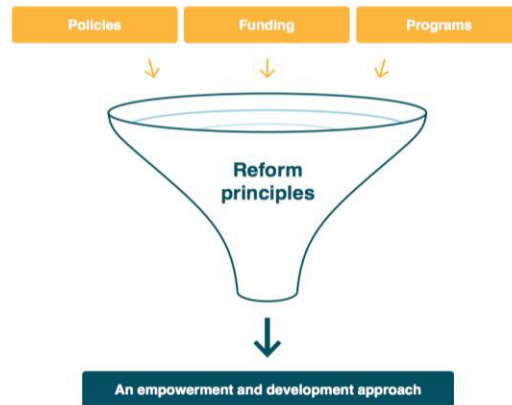 Policies
Funding
Programs
Reform
principles
An empowerment and development approach